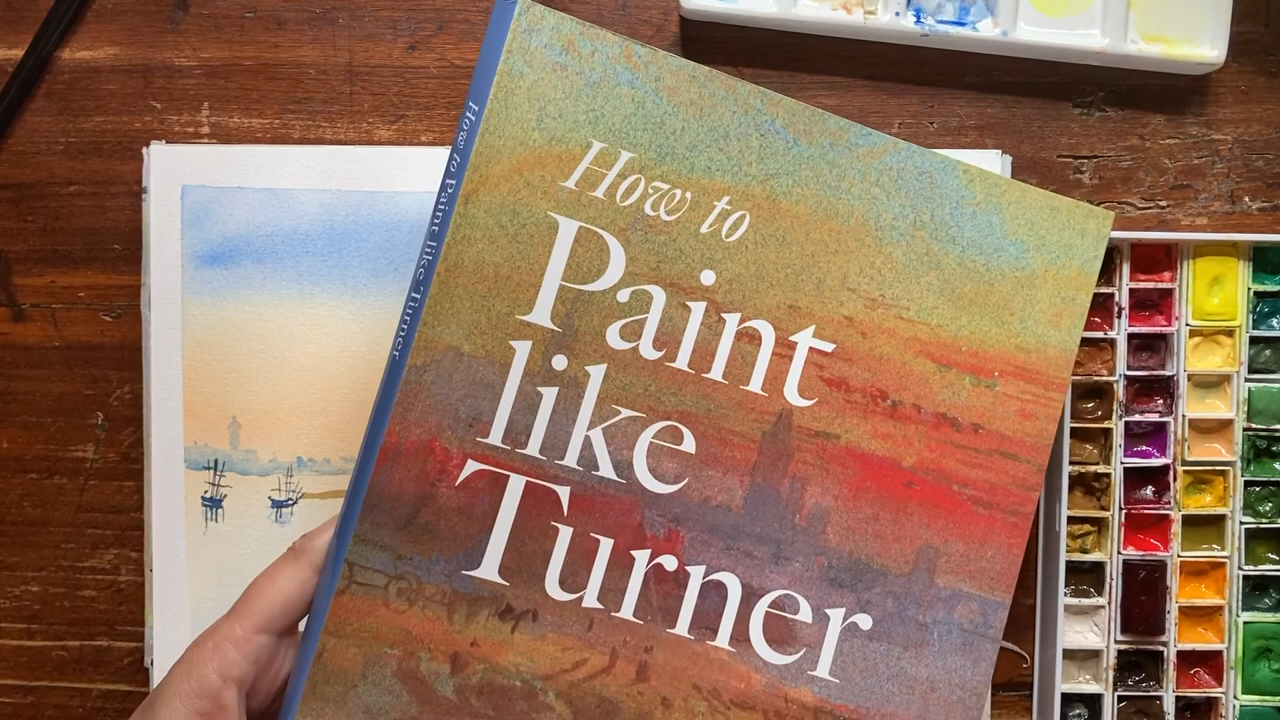 How to
Paint
like
Turner
How to Paint like Turner